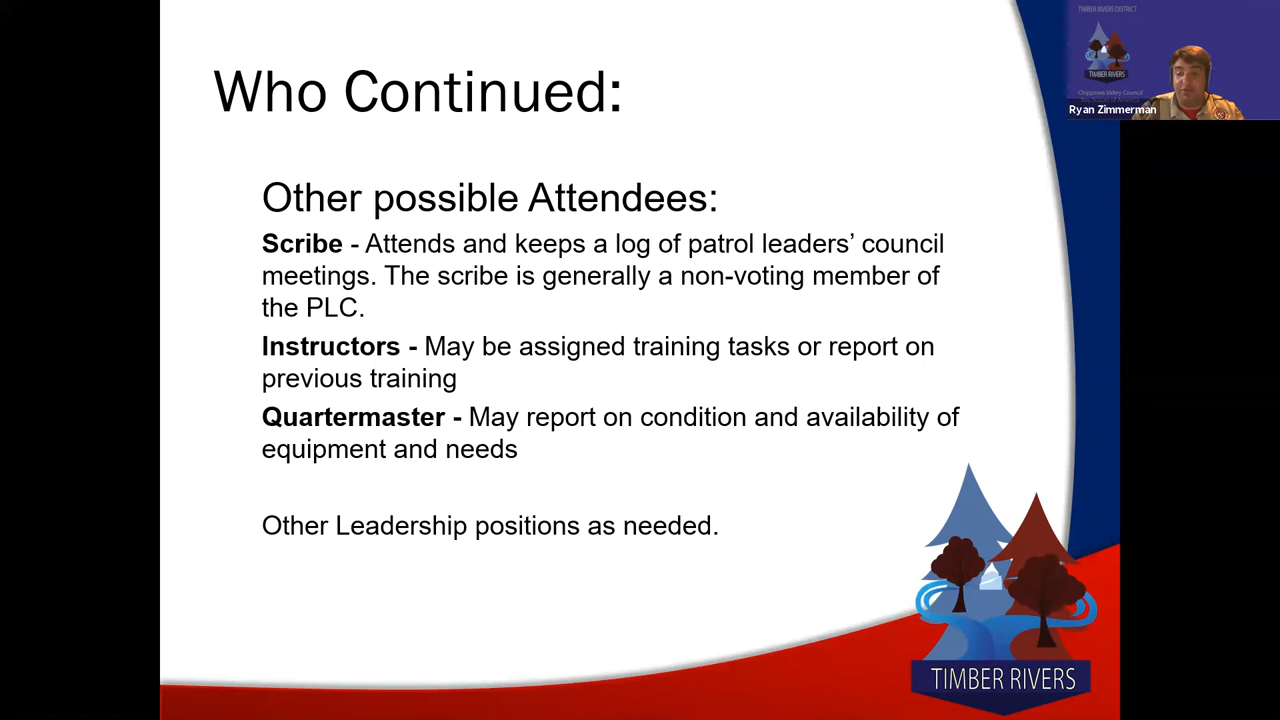 Who Continued:
Other possible Attendees:
Scribe - Attends and keeps a log of patrol leaders’ council
meetings. The scribe is generally a non-voting member of
the PLC.
Instructors - May be assigned training tasks or report on
previous training
Quartermaster - May report on condition and availability of
equipment and needs
Other Leadership positions as needed.
TIMBER RIVERS
TIMBER RIVERS DISTRICT
TIMBER RIVERS
Chippewa Valley Council
Ryan Zimmerman